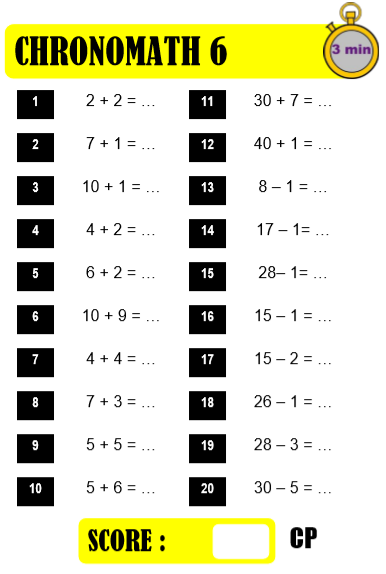 CHRONOMATH 6
3 min
1 2 + 2 = …
2 7 + 1 = …
3 10 + 1 = …
4 4 + 2 = …
5 6 + 2 = …
6 10 + 9 = …
7 4 + 4 = …
8 7 + 3 = …
9 5 + 5 = …
10 5 + 6 = …
11 30 + 7 = …
12 40 + 1 = …
13 8 – 1 = …
14 17 – 1= …
15 28– 1= …
16 15 – 1 = …
17 15 – 2 = …
18 26 – 1 = …
19 28 – 3 = …
20 30 – 5 = …
SCORE :
CP